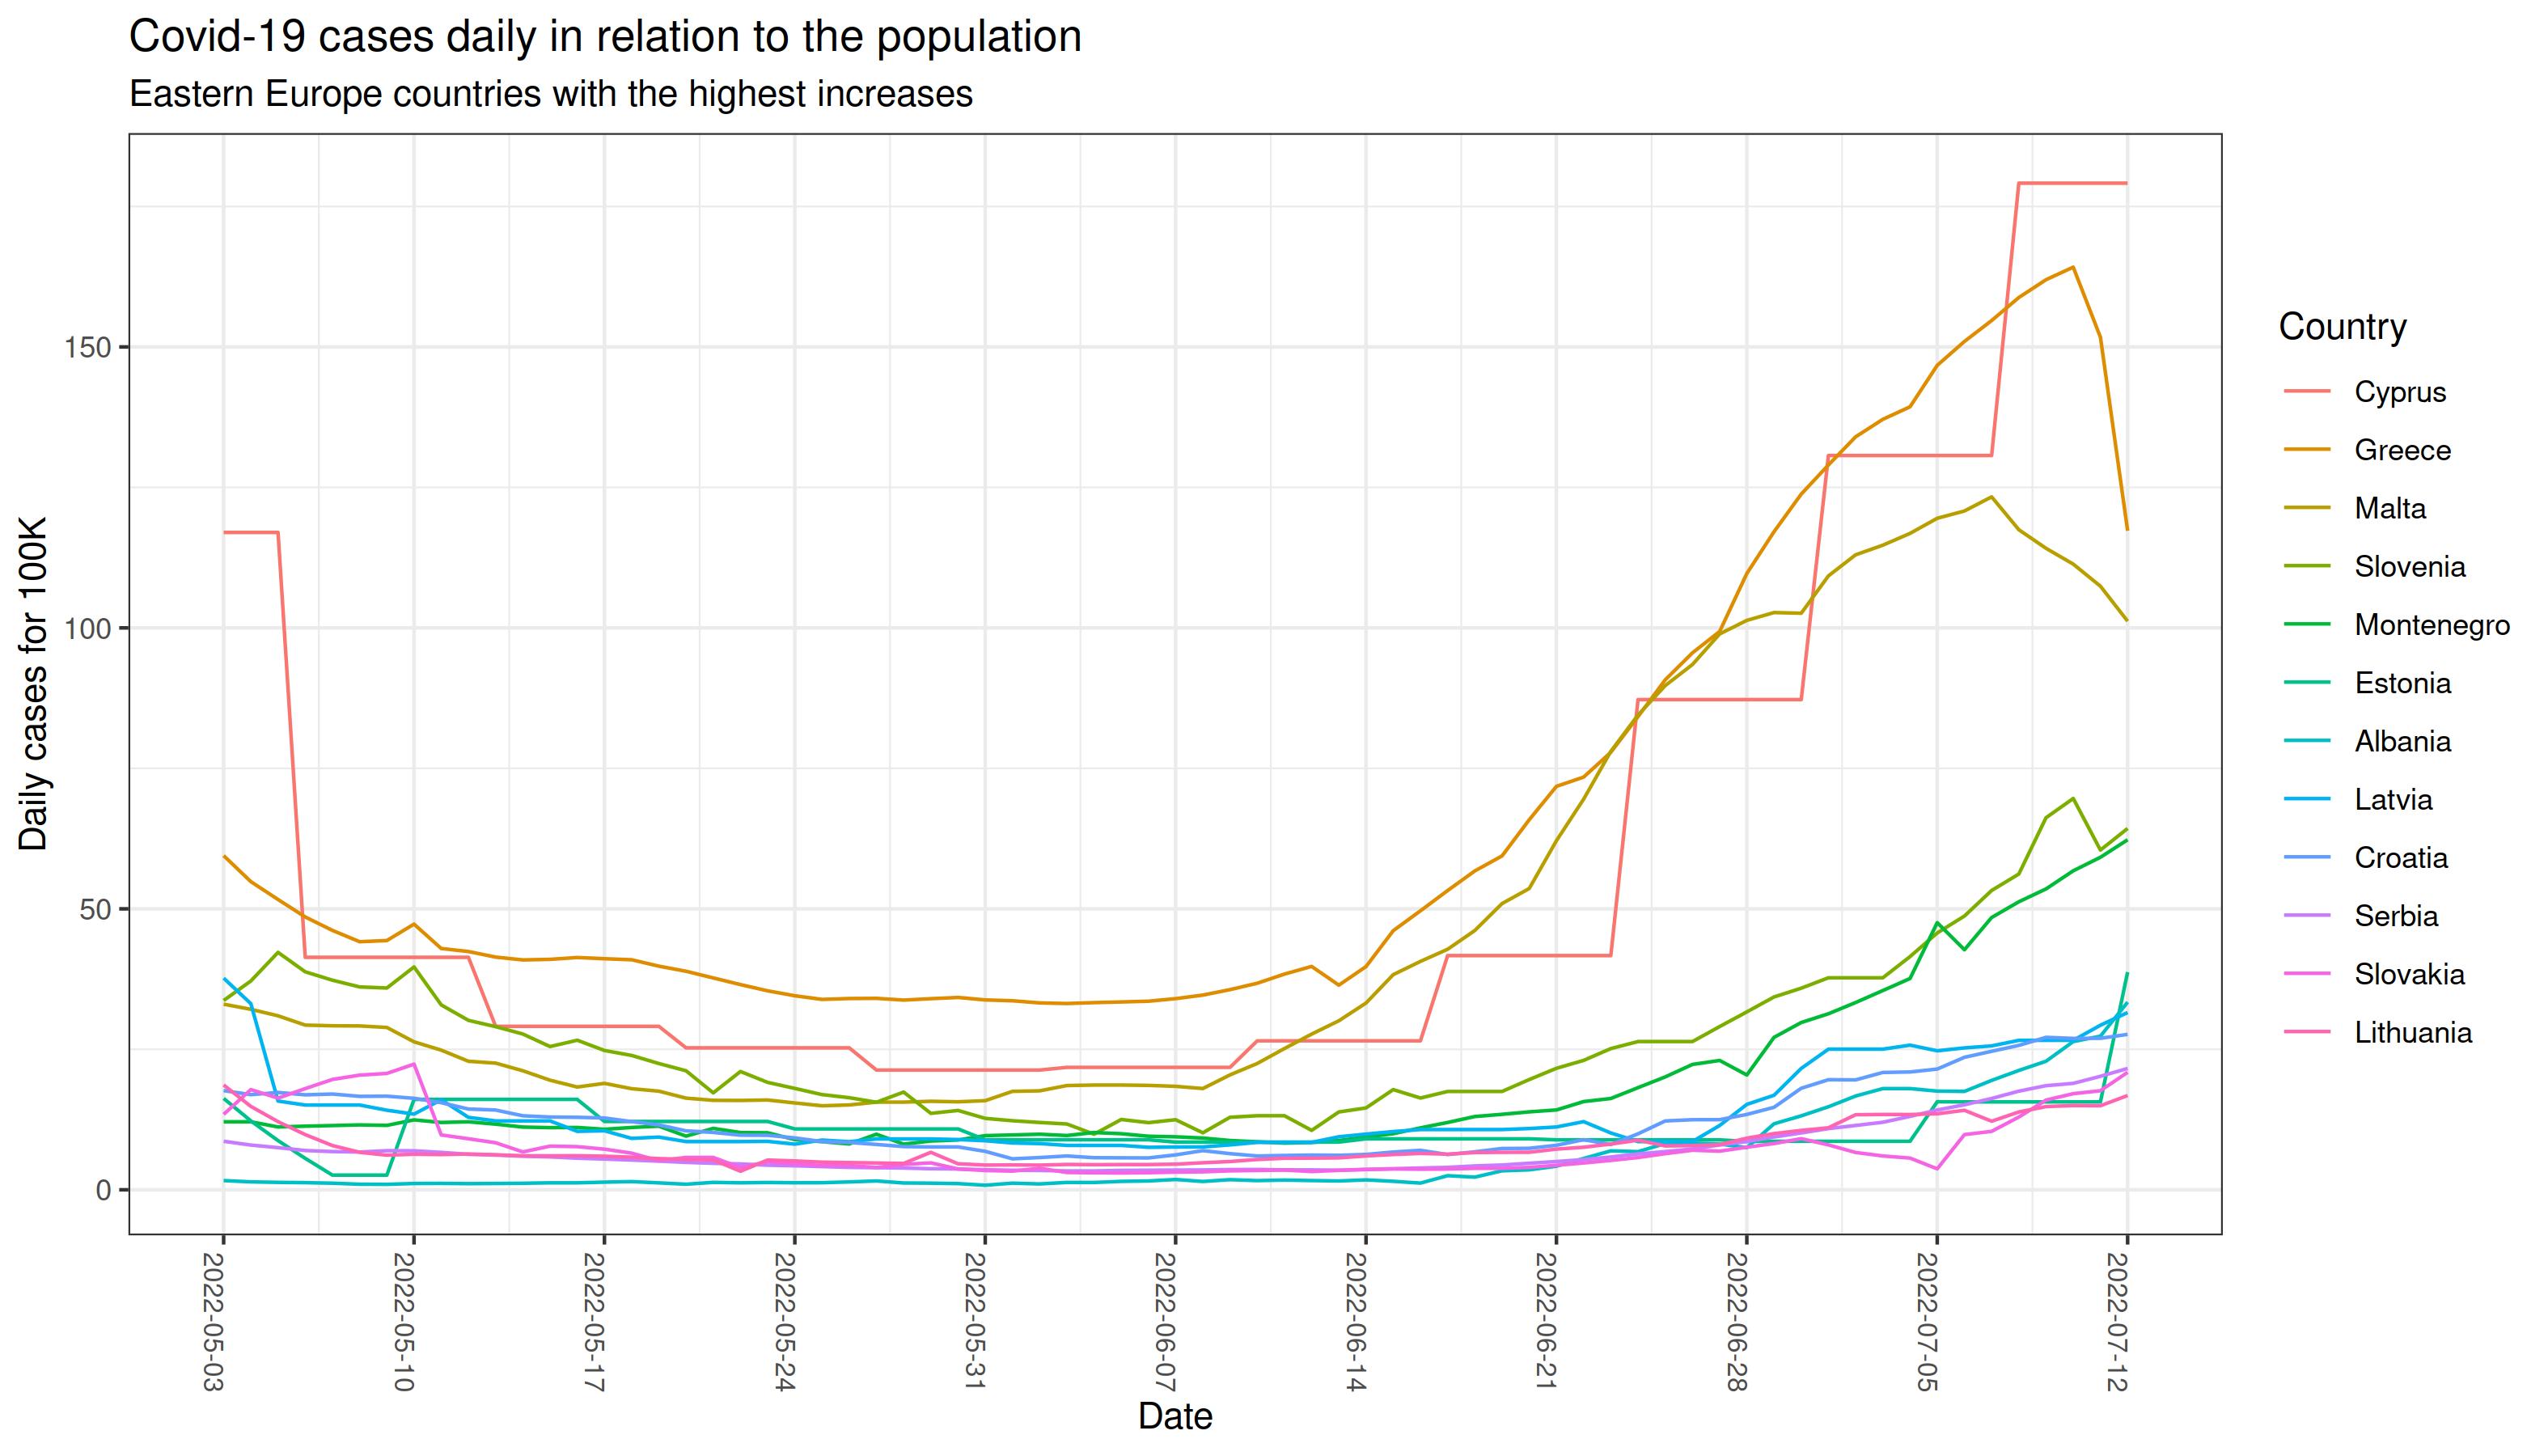 Covid-19 cases daily in relation to the population
Eastern Europe countries with the highest increases
Daily cases for 100K
150
100
50
0
2022-05-03
2022-05-10
2022-05-17
2022-05-24
2022-05-31
2022-06-07
2022-06-14
2022-06-21
2022-06-28
2022-07-05
2022-07-12
Date
Country
Cyprus
Greece
Malta
Slovenia
Montenegro
Estonia
Albania
Latvia
Croatia
Serbia
Slovakia
Lithuania